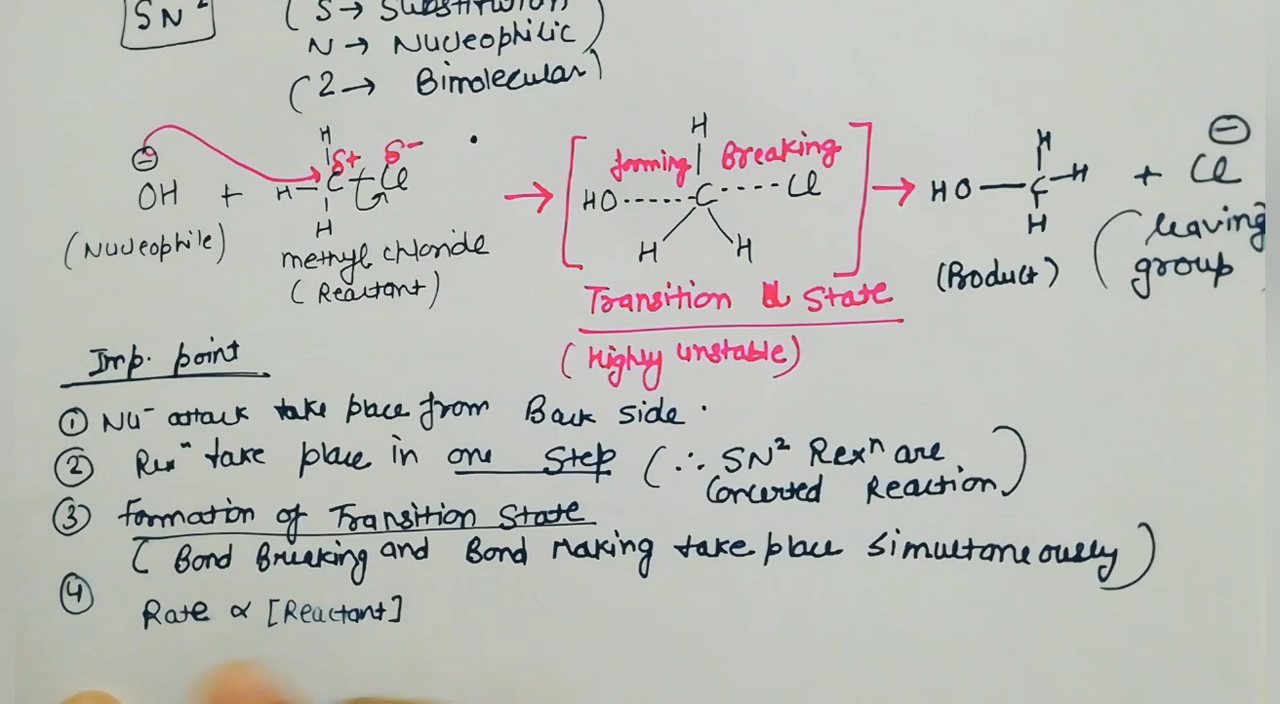 SN²
(S → Substitution)
N → Nucleophilic
(2 → Bimolecular)
⊖
OH + H H C H Cl δ+ δ-
(Nucleophile)
methyl chloride
(Reactant)
→ [HO------C----Cl H H H]
forming Breaking
Transition State
(Highly unstable)
→ HO—C—H H H + Cl ⊖
(Product)
(leaving
group
Imp. point
① Nu⁻ attack take place from Back side.
② Rexⁿ take place in one Step (∴ SN² Rexⁿ are
Concerted Reaction)
③ formation of Transition State
[Bond Breaking and Bond Making take place Simultaneously)
④
Rate ∝ [Reactant]